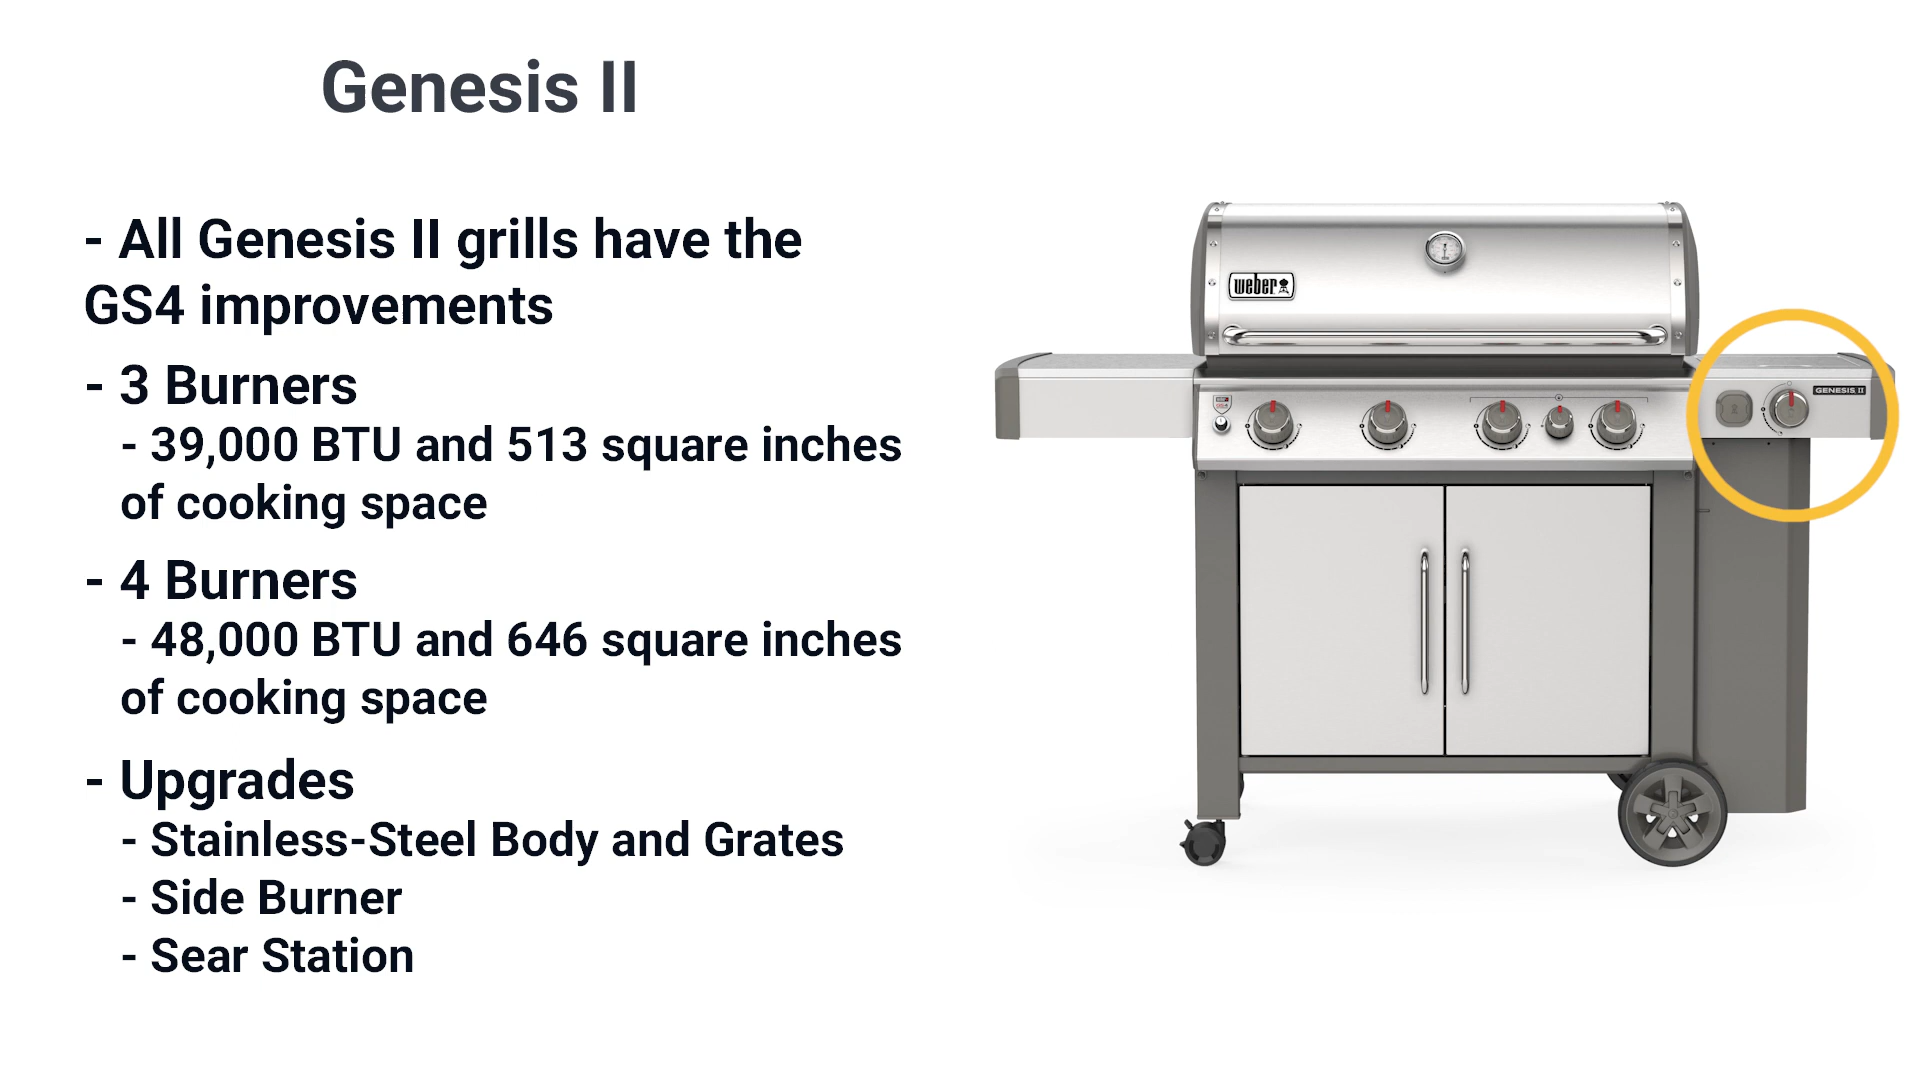 Genesis II
- All Genesis II grills have the
GS4 improvements
- 3 Burners
- 39,000 BTU and 513 square inches
of cooking space
- 4 Burners
- 48,000 BTU and 646 square inches
of cooking space
- Upgrades
- Stainless-Steel Body and Grates
- Side Burner
- Sear Station
weber
GENESIS II